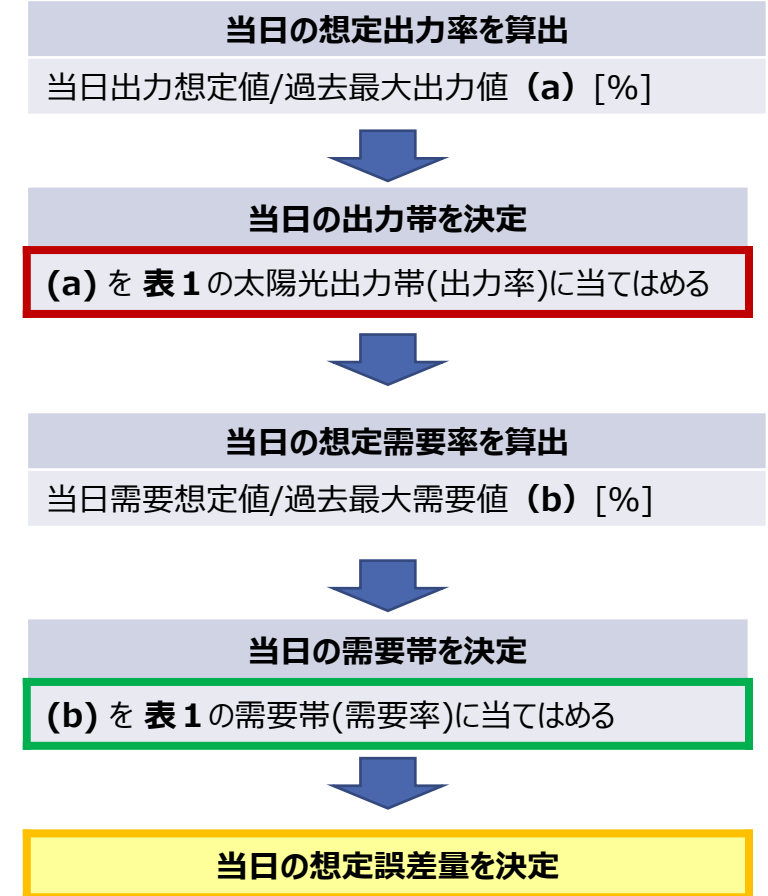 当日の想定出力率を算出
当日出力想定値/過去最大出力値（a）[%]
当日の出力帯を決定
(a) を 表１の太陽光出力帯(出力率)に当てはめる
当日の想定需要率を算出
当日需要想定値/過去最大需要値（b）[%]
当日の需要帯を決定
(b) を 表１の需要帯(需要率)に当てはめる
当日の想定誤差量を決定